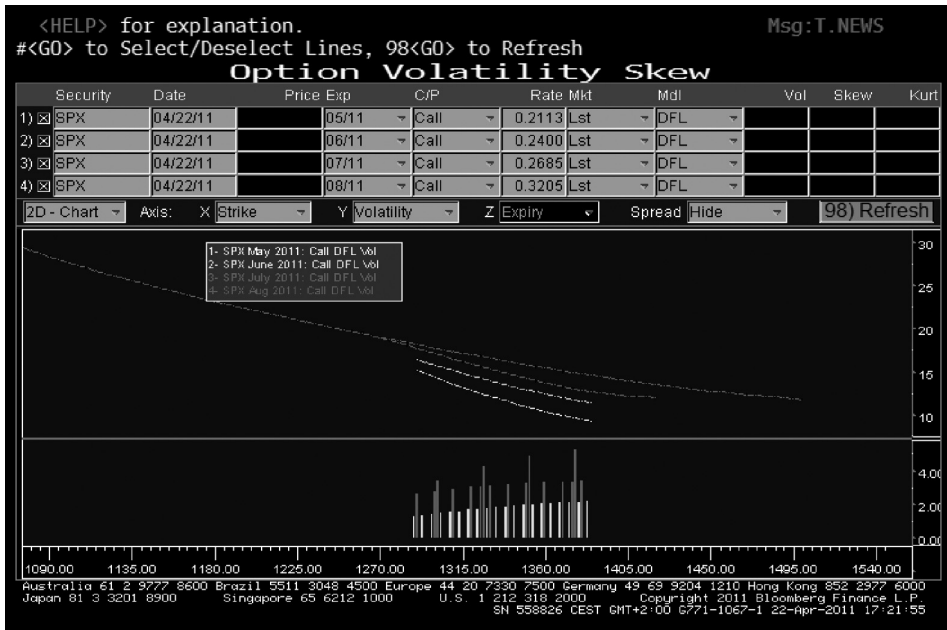 <HELP> for explanation. Msg:T.NEWS
#<GO> to Select/Deselect Lines, 98<GO> to Refresh
Option Volatility Skew
Security Date Price Exp C/P Rate Mkt Mdl Vol Skew Kurt
1) SPX 04/22/11 05/11 Call 0.2113 Lst DFL
2) SPX 04/22/11 06/11 Call 0.2400 Lst DFL
3) SPX 04/22/11 07/11 Call 0.2685 Lst DFL
4) SPX 04/22/11 08/11 Call 0.3205 Lst DFL
2D - Chart Axis: X Strike Y Volatility Z Expiry Spread Hide 98) Refresh
1- SPX May 2011: Call DFL Vol
2- SPX June 2011: Call DFL Vol
3- SPX July 2011: Call DFL Vol
4- SPX Aug 2011: Call DFL Vol
30
25
20
15
10
4.00
2.00
0.00
1090.00 1135.00 1180.00 1225.00 1270.00 1315.00 1360.00 1405.00 1450.00 1495.00 1540.00
Australia 61 2 9777 8600 Brazil 5511 3048 4500 Europe 44 20 7330 7500 Germany 49 69 9204 1210 Hong Kong 852 2977 6000
Japan 81 3 3201 8900 Singapore 65 6212 1000 U.S. 1 212 318 2000 Copyright 2011 Bloomberg Finance L.P.
SN 558826 CEST GMT+2:00 G771-1067-1 22-Apr-2011 17:21:55